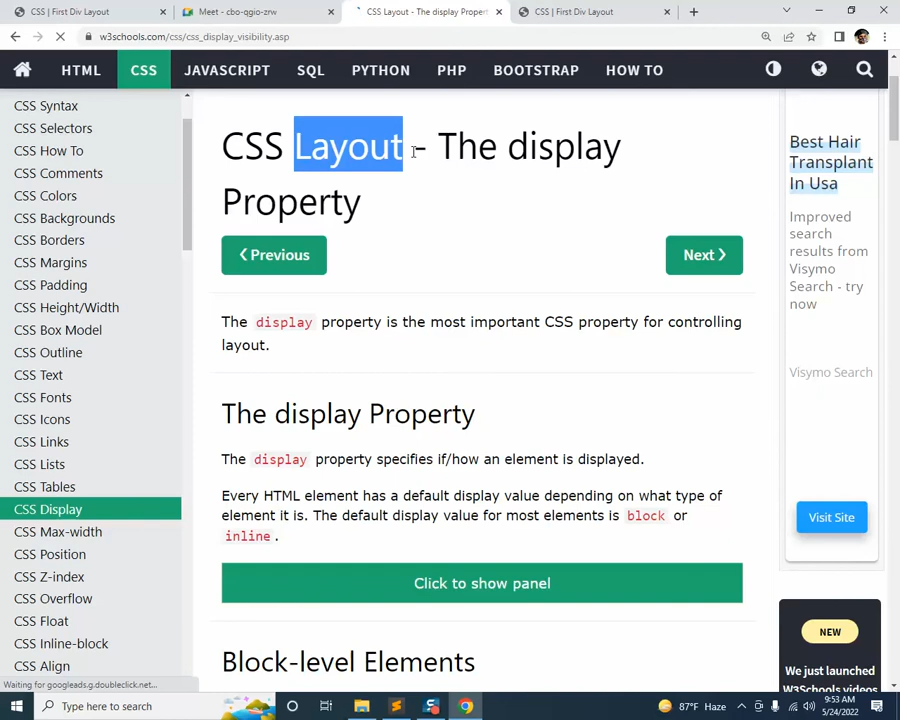 CSS | First Div Layout
Meet - cbo-qgio-zrw
CSS Layout - The display Propert
CSS | First Div Layout
w3schools.com/css/css_display_visibility.asp
HTML
CSS
JAVASCRIPT
SQL
PYTHON
PHP
BOOTSTRAP
HOW TO
CSS Syntax
CSS Selectors
CSS How To
CSS Comments
CSS Colors
CSS Backgrounds
CSS Borders
CSS Margins
CSS Padding
CSS Height/Width
CSS Box Model
CSS Outline
CSS Text
CSS Fonts
CSS Icons
CSS Links
CSS Lists
CSS Tables
CSS Display
CSS Max-width
CSS Position
CSS Z-index
CSS Overflow
CSS Float
CSS Inline-block
CSS Align
CSS Layout - The display
Property
❮ Previous
Next ❯
The display property is the most important CSS property for controlling
layout.
The display Property
The display property specifies if/how an element is displayed.
Every HTML element has a default display value depending on what type of
element it is. The default display value for most elements is block or
inline.
Click to show panel
Block-level Elements
Best Hair
Transplant
In Usa
Improved
search
results from
Visymo
Search - try
now
Visymo Search
Visit Site
NEW
We just launched
W3Schools videos
Waiting for googleads.g.doubleclick.net...
Type here to search
87°F Haze
9:53 AM
5/24/2022